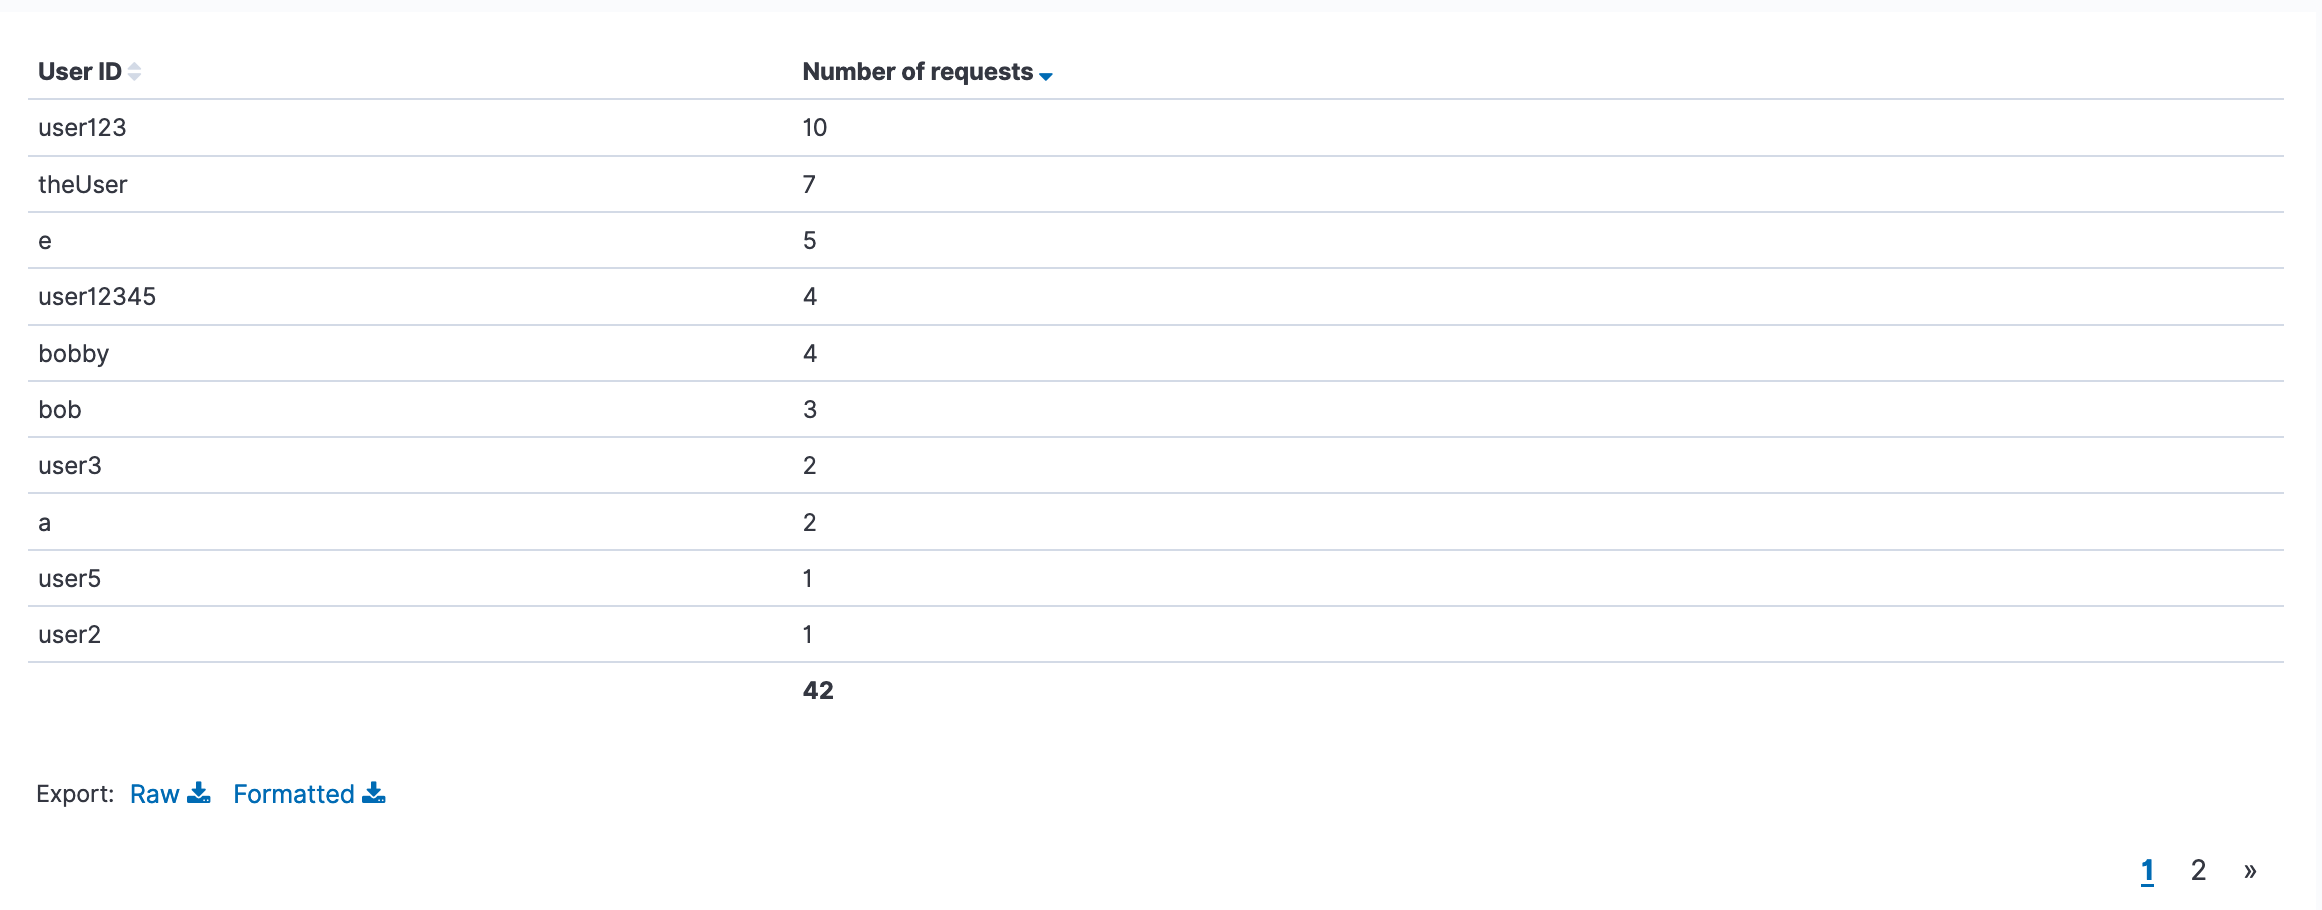 User ID Number of requests
user123 10
theUser 7
e 5
user12345 4
bobby 4
bob 3
user3 2
a 2
user5 1
user2 1
42
Export: Raw Formatted
1 2 »